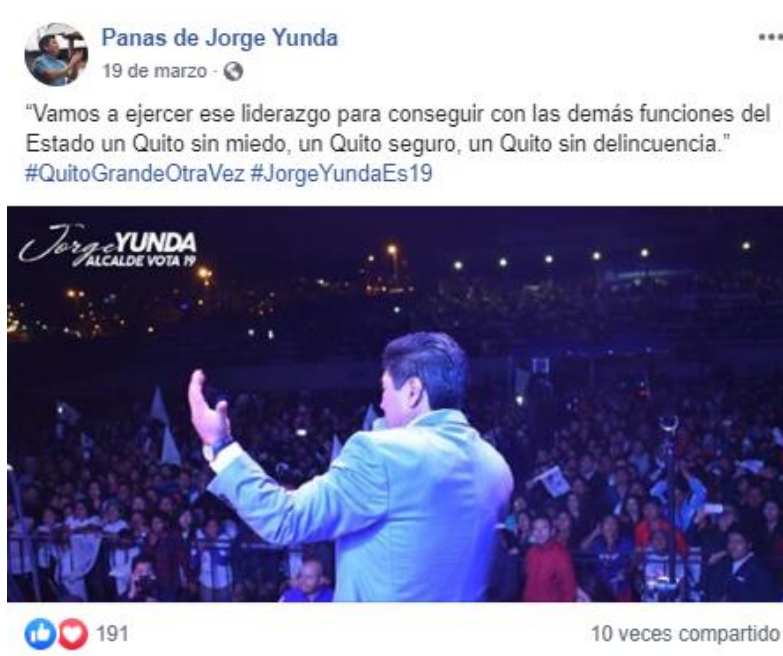 Panas de Jorge Yunda
19 de marzo
“Vamos a ejercer ese liderazgo para conseguir con las demás funciones del
Estado un Quito sin miedo, un Quito seguro, un Quito sin delincuencia.”
#QuitoGrandeOtraVez #JorgeYundaEs19
Jorge YUNDA
ALCALDE VOTA 19
191
10 veces compartido